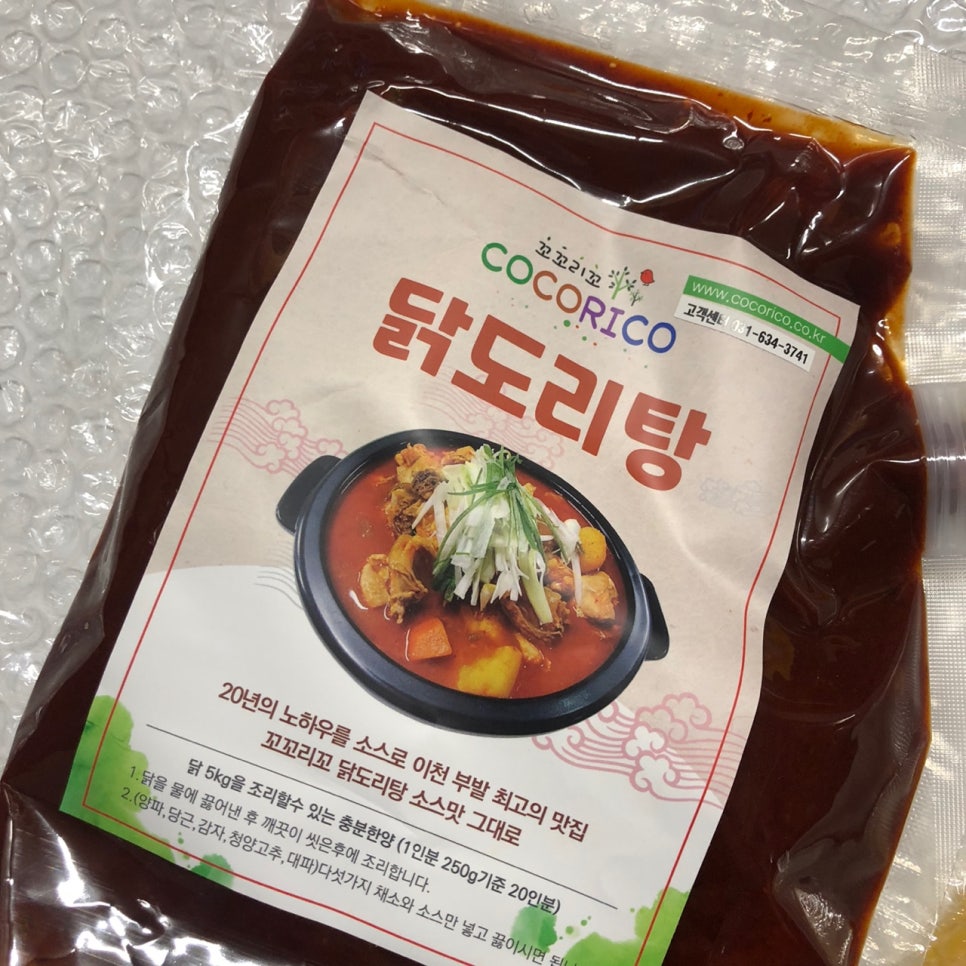 꼬꼬리꼬
COCORICO
www.cocorico.co.kr
고객센터 031-634-3741
닭도리탕
20년의 노하우를 소스로 이천 부발 최고의 맛집
꼬꼬리꼬 닭도리탕 소스맛 그대로
닭 5kg을 조리할수 있는 충분한양 (1인분 250g기준 20인분)
1.닭을 물에 끓어낸 후 깨끗이 씻은후에 조리합니다.
2.(양파,당근,감자,청양고추,대파)다섯가지 채소와 소스만 넣고 끓이시면